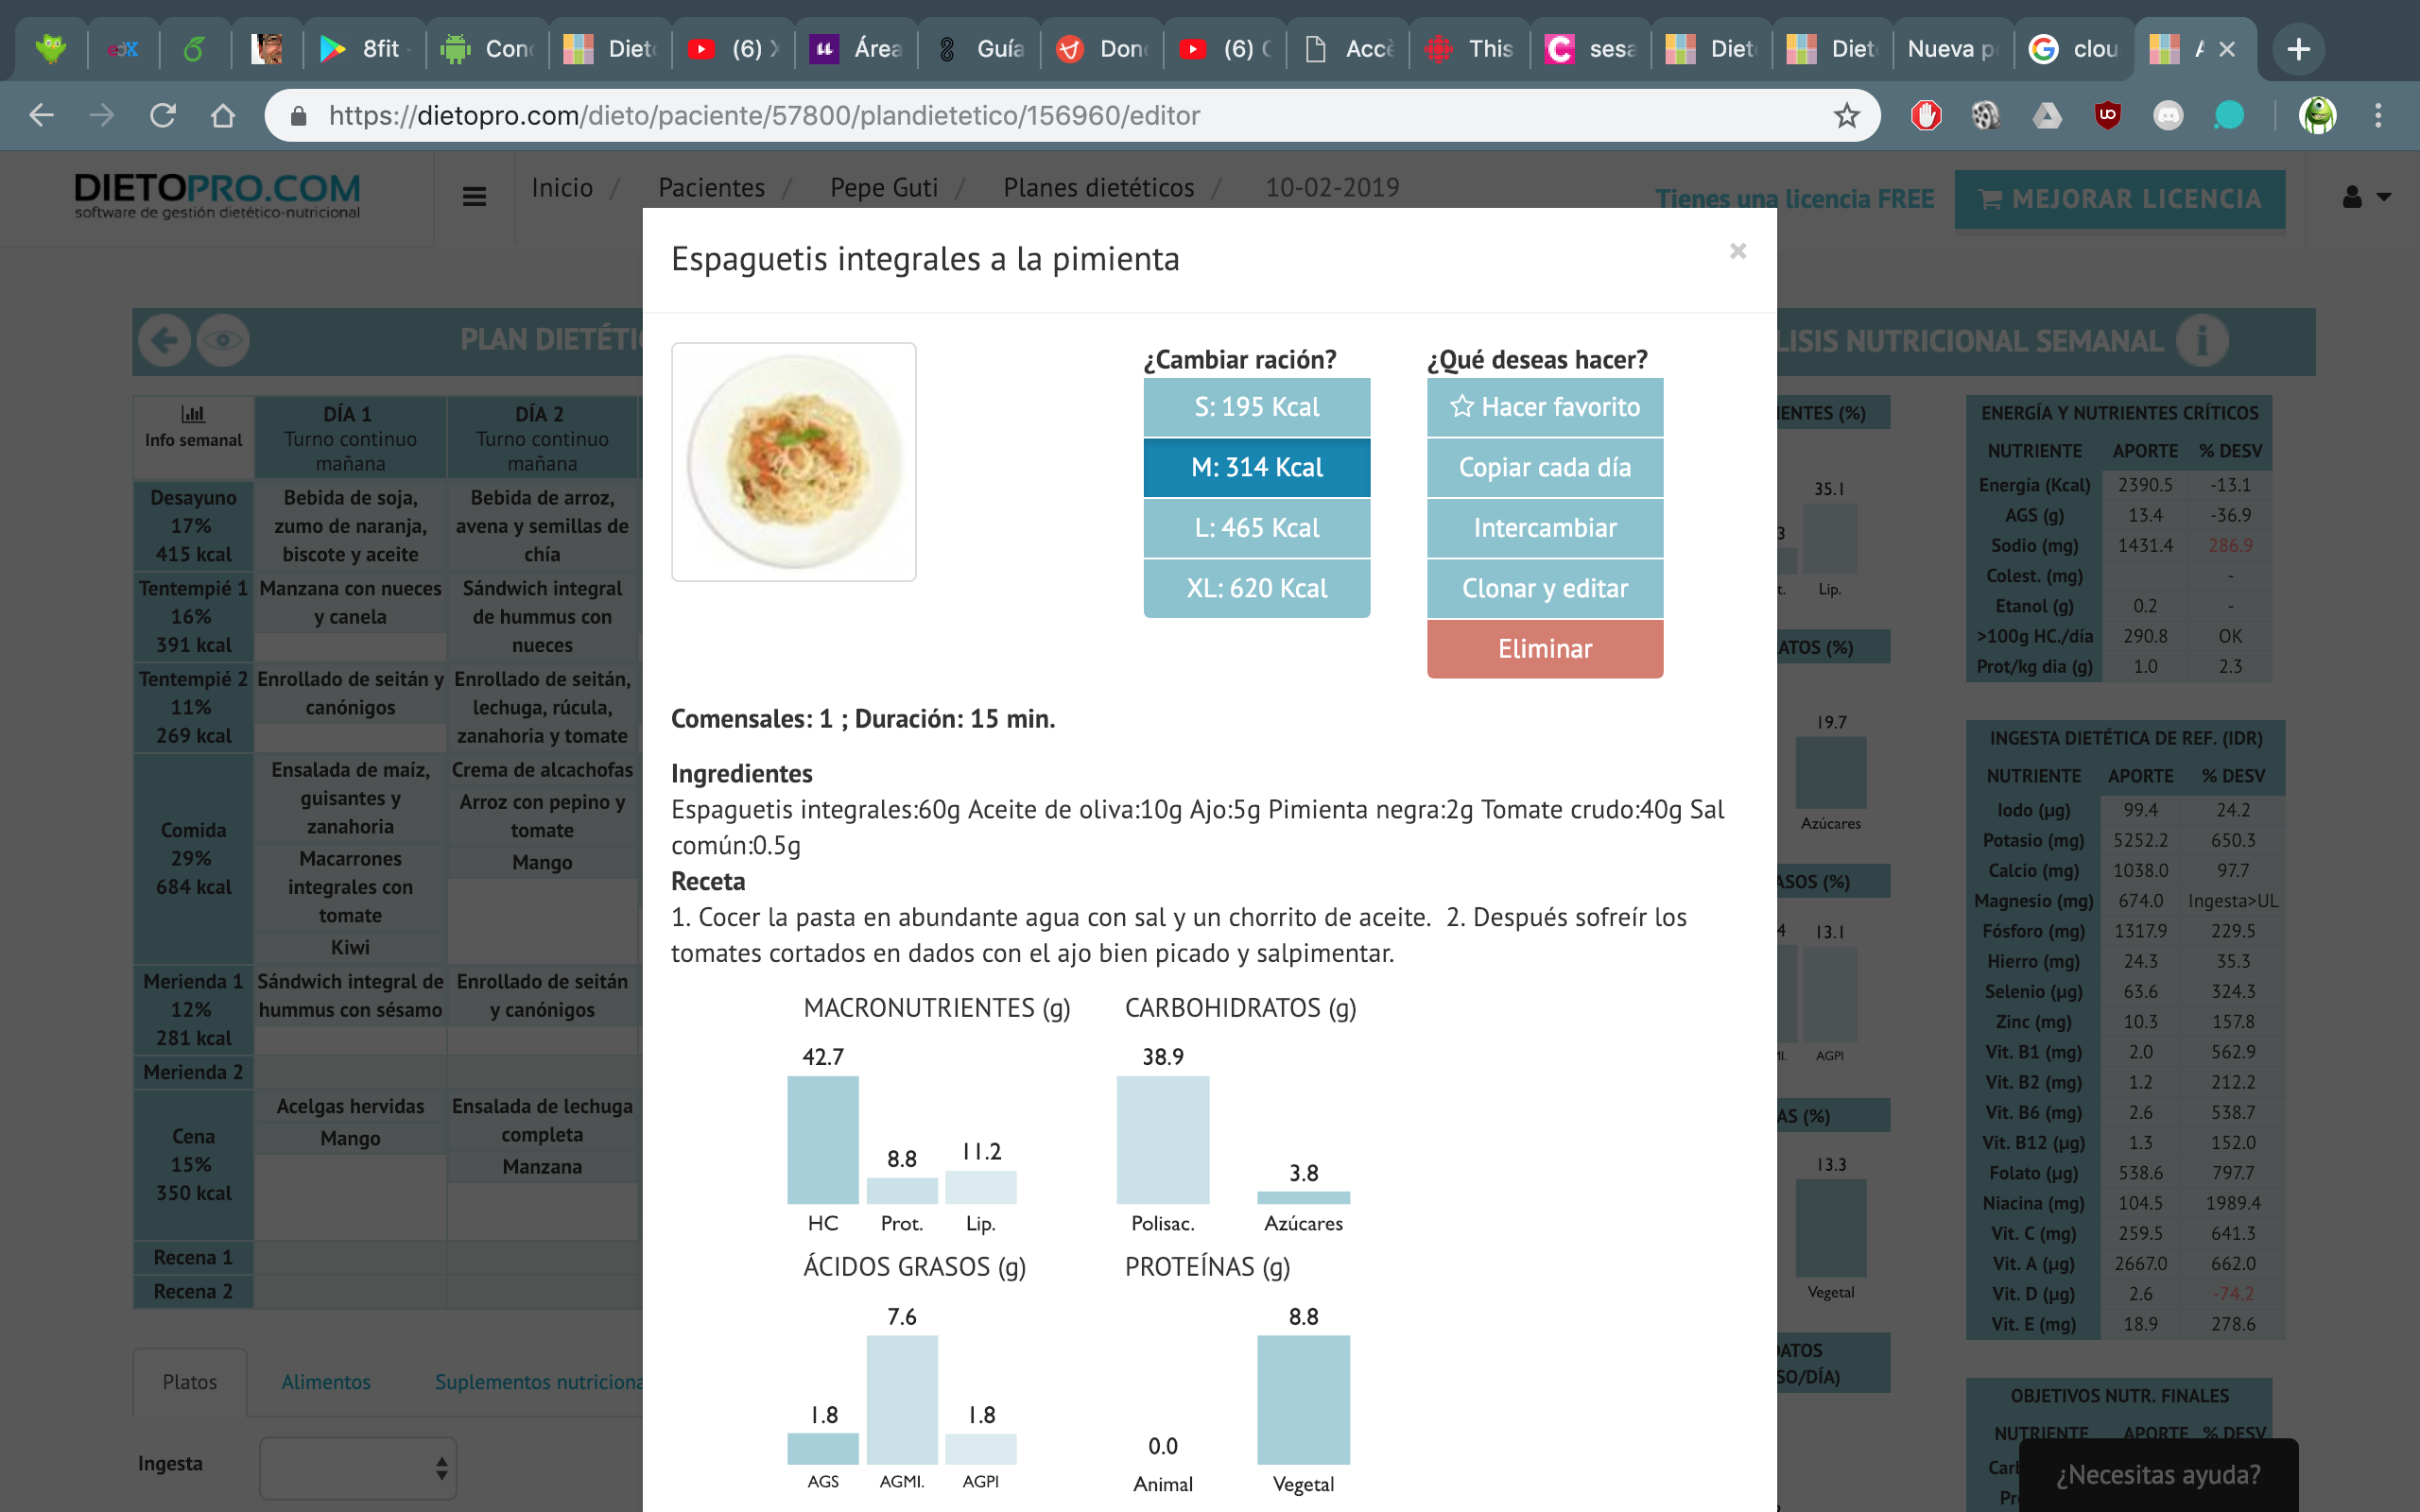 8fit
Con
Diet
(6)
Área
Guía
Don
(6)
Accè
This
sesa
Diet
Diet
Nueva p
clou
https://dietopro.com/dieto/paciente/57800/plandietetico/156960/editor
DIETOPRO.COM
software de gestión dietético-nutricional
Inicio / Pacientes / Pepe Guti / Planes dietéticos / 10-02-2019
Tienes una licencia FREE
MEJORAR LICENCIA
Espaguetis integrales a la pimienta
×
¿Cambiar ración?
S: 195 Kcal
M: 314 Kcal
L: 465 Kcal
XL: 620 Kcal
¿Qué deseas hacer?
Hacer favorito
Copiar cada día
Intercambiar
Clonar y editar
Eliminar
Comensales: 1 ; Duración: 15 min.
Ingredientes
Espaguetis integrales:60g Aceite de oliva:10g Ajo:5g Pimienta negra:2g Tomate crudo:40g Sal
común:0.5g
Receta
1. Cocer la pasta en abundante agua con sal y un chorrito de aceite. 2. Después sofreír los
tomates cortados en dados con el ajo bien picado y salpimentar.
MACRONUTRIENTES (g)
42.7 8.8 11.2
HC Prot. Lip.
CARBOHIDRATOS (g)
38.9 3.8
Polisac. Azúcares
ÁCIDOS GRASOS (g)
1.8 7.6 1.8
AGS AGMI. AGPI
PROTEÍNAS (g)
0.0 8.8
Animal Vegetal
PLAN DIETÉTI
Info semanal
DÍA 1
Turno continuo
mañana
DÍA 2
Turno continuo
mañana
Desayuno
17%
415 kcal
Bebida de soja,
zumo de naranja,
biscote y aceite
Bebida de arroz,
avena y semillas de
chía
Tentempié 1
16%
391 kcal
Manzana con nueces
y canela
Sándwich integral
de hummus con
nueces
Tentempié 2
11%
269 kcal
Enrollado de seitán y
canónigos
Enrollado de seitán,
lechuga, rúcula,
zanahoria y tomate
Comida
29%
684 kcal
Ensalada de maíz,
guisantes y
zanahoria
Macarrones
integrales con
tomate
Kiwi
Crema de alcachofas
Arroz con pepino y
tomate
Mango
Merienda 1
12%
281 kcal
Sándwich integral de
hummus con sésamo
Enrollado de seitán
y canónigos
Merienda 2
Cena
15%
350 kcal
Acelgas hervidas
Mango
Ensalada de lechuga
completa
Manzana
Recena 1
Recena 2
Platos
Alimentos
Suplementos nutriciona
Ingesta
LISIS NUTRICIONAL SEMANAL
IENTES (%)
3 35.1
t. Lip.
ATOS (%)
19.7
Azúcares
ASOS (%)
4 13.1
AGPI
AS (%)
13.3
Vegetal
DATOS
SO/DÍA)
ENERGÍA Y NUTRIENTES CRÍTICOS
NUTRIENTE APORTE % DESV
Energía (Kcal) 2390.5 -13.1
AGS (g) 13.4 -36.9
Sodio (mg) 1431.4 286.9
Colest. (mg) -
Etanol (g) 0.2 -
>100g HC./día 290.8 OK
Prot/kg dia (g) 1.0 2.3
INGESTA DIETÉTICA DE REF. (IDR)
NUTRIENTE APORTE % DESV
Iodo (µg) 99.4 24.2
Potasio (mg) 5252.2 650.3
Calcio (mg) 1038.0 97.7
Magnesio (mg) 674.0 Ingesta>UL
Fósforo (mg) 1317.9 229.5
Hierro (mg) 24.3 35.3
Selenio (µg) 63.6 324.3
Zinc (mg) 10.3 157.8
Vit. B1 (mg) 2.0 562.9
Vit. B2 (mg) 1.2 212.2
Vit. B6 (mg) 2.6 538.7
Vit. B12 (µg) 1.3 152.0
Folato (µg) 538.6 797.7
Niacina (mg) 104.5 1989.4
Vit. C (mg) 259.5 641.3
Vit. A (µg) 2667.0 662.0
Vit. D (µg) 2.6 -74.2
Vit. E (mg) 18.9 278.6
OBJETIVOS NUTR. FINALES
NUTRIENTE APORTE % DESV
Car
Pr
¿Necesitas ayuda?